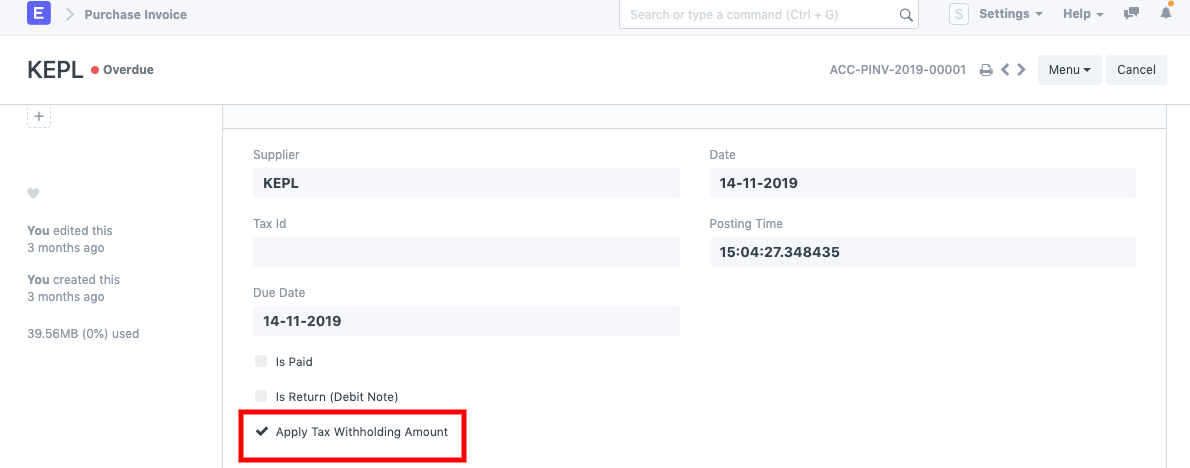 E Purchase Invoice Search or type a command (Ctrl + G) S Settings Help
KEPL Overdue ACC-PINV-2019-00001 Menu Cancel
+
Supplier Date
KEPL 14-11-2019
Tax Id Posting Time
15:04:27.348435
You edited this
3 months ago
You created this
3 months ago
Due Date
14-11-2019
39.56MB (0%) used
Is Paid
Is Return (Debit Note)
Apply Tax Withholding Amount